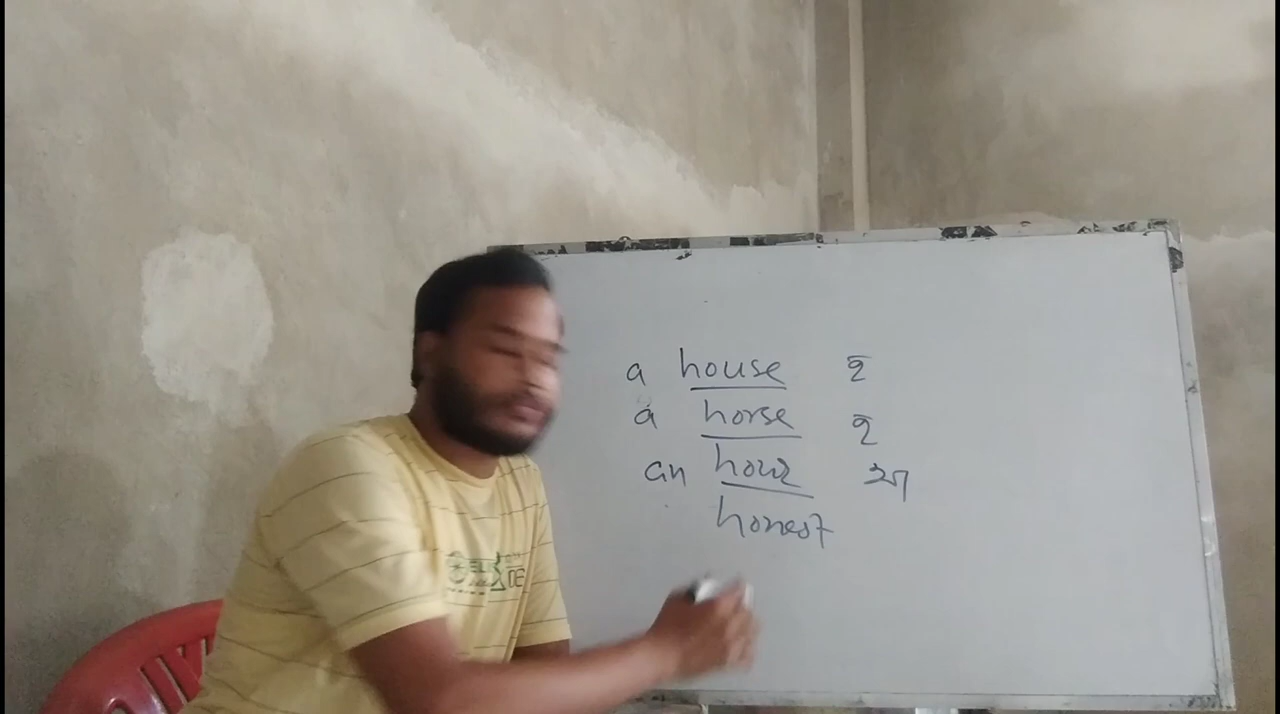 a house ह
a horse ह
an hour अ
honest